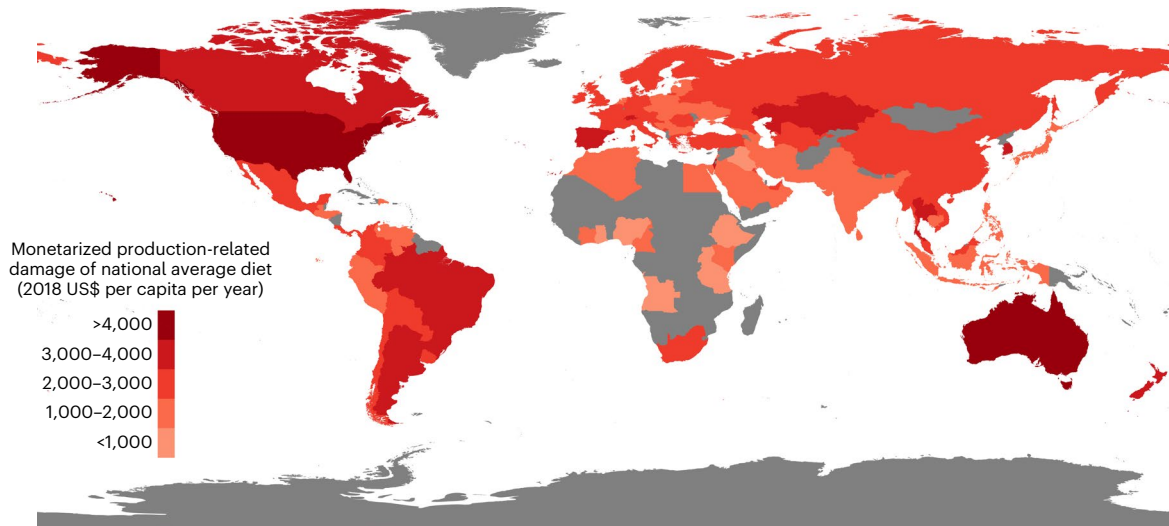 Monetarized production-related
damage of national average diet
(2018 US$ per capita per year)
>4,000
3,000–4,000
2,000–3,000
1,000–2,000
<1,000